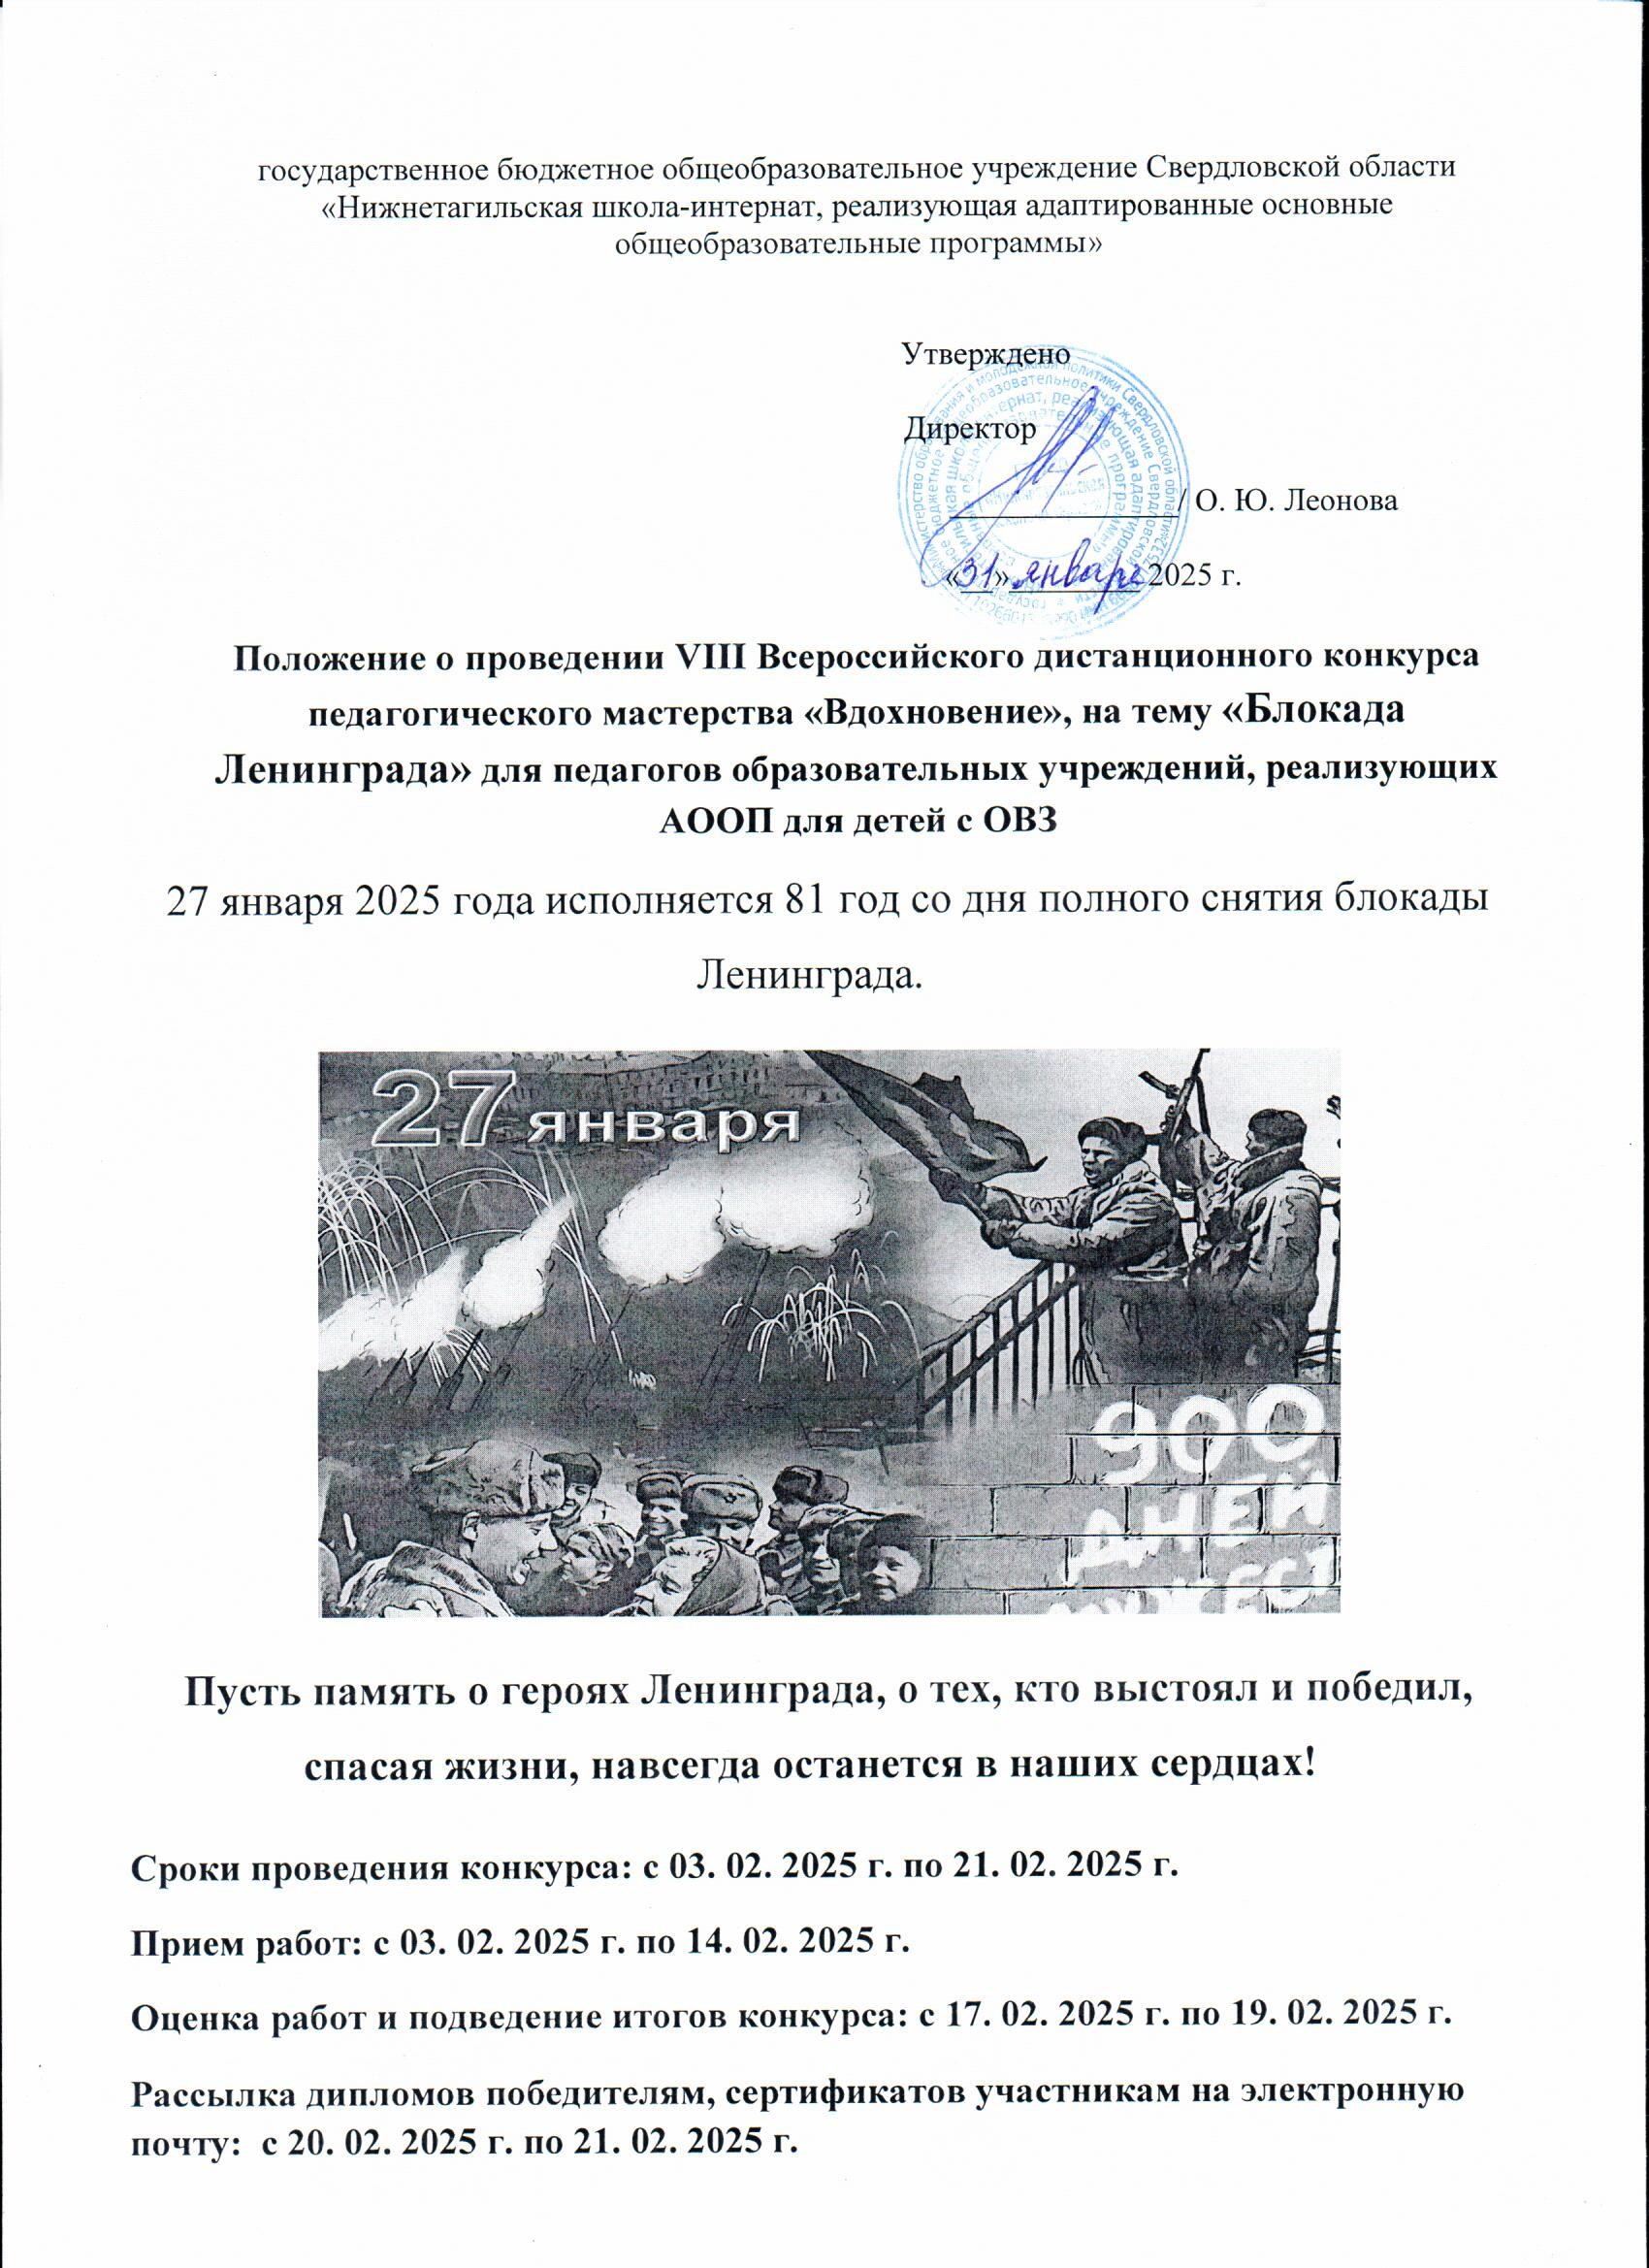 государственное бюджетное общеобразовательное учреждение Свердловской области
«Нижнетагильская школа-интернат, реализующая адаптированные основные
общеобразовательные программы»
Утверждено
Директор
/ О. Ю. Леонова
«31» января 2025 г.
Положение о проведении VIII Всероссийского дистанционного конкурса
педагогического мастерства «Вдохновение», на тему «Блокада
Ленинграда» для педагогов образовательных учреждений, реализующих
АООП для детей с ОВЗ
27 января 2025 года исполняется 81 год со дня полного снятия блокады
Ленинграда.
27 января
900
ДНЕЙ
Пусть память о героях Ленинграда, о тех, кто выстоял и победил,
спасая жизни, навсегда останется в наших сердцах!
Сроки проведения конкурса: с 03. 02. 2025 г. по 21. 02. 2025 г.
Прием работ: с 03. 02. 2025 г. по 14. 02. 2025 г.
Оценка работ и подведение итогов конкурса: с 17. 02. 2025 г. по 19. 02. 2025 г.
Рассылка дипломов победителям, сертификатов участникам на электронную
почту: с 20. 02. 2025 г. по 21. 02. 2025 г.